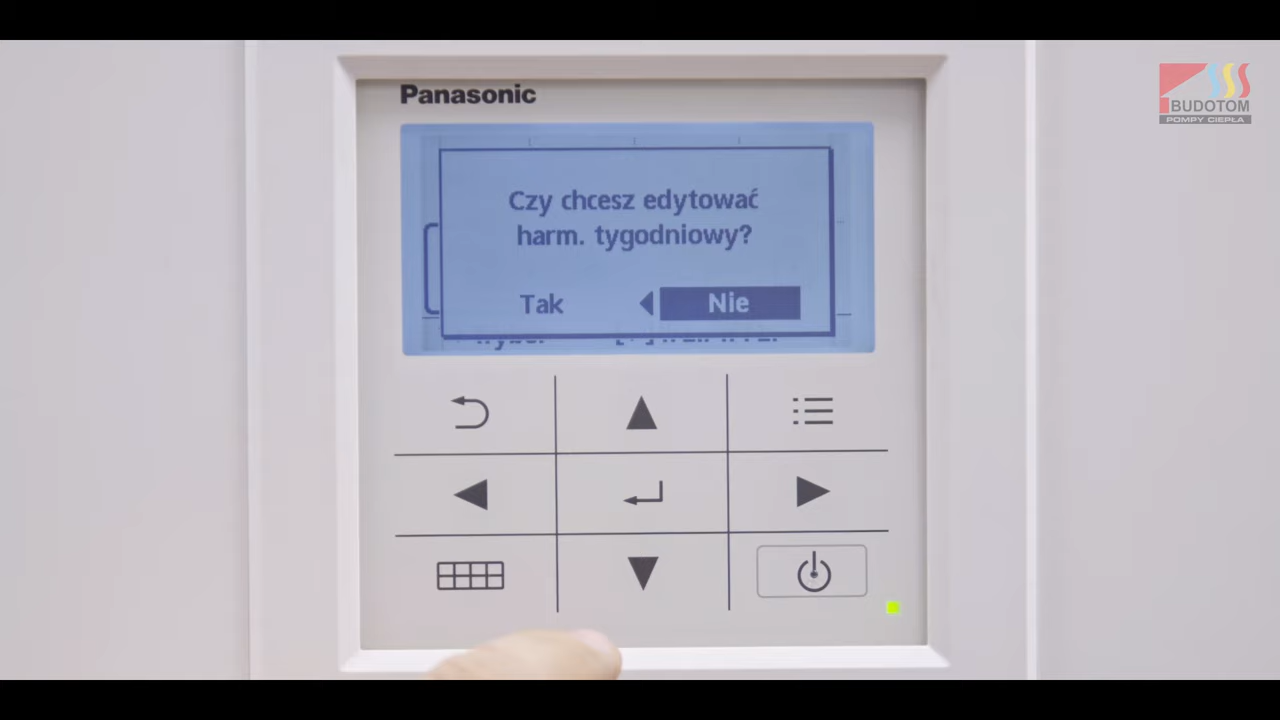 Panasonic
BUDOTOM
POMPY CIEPŁA
Czy chcesz edytować
harm. tygodniowy?
Tak Nie